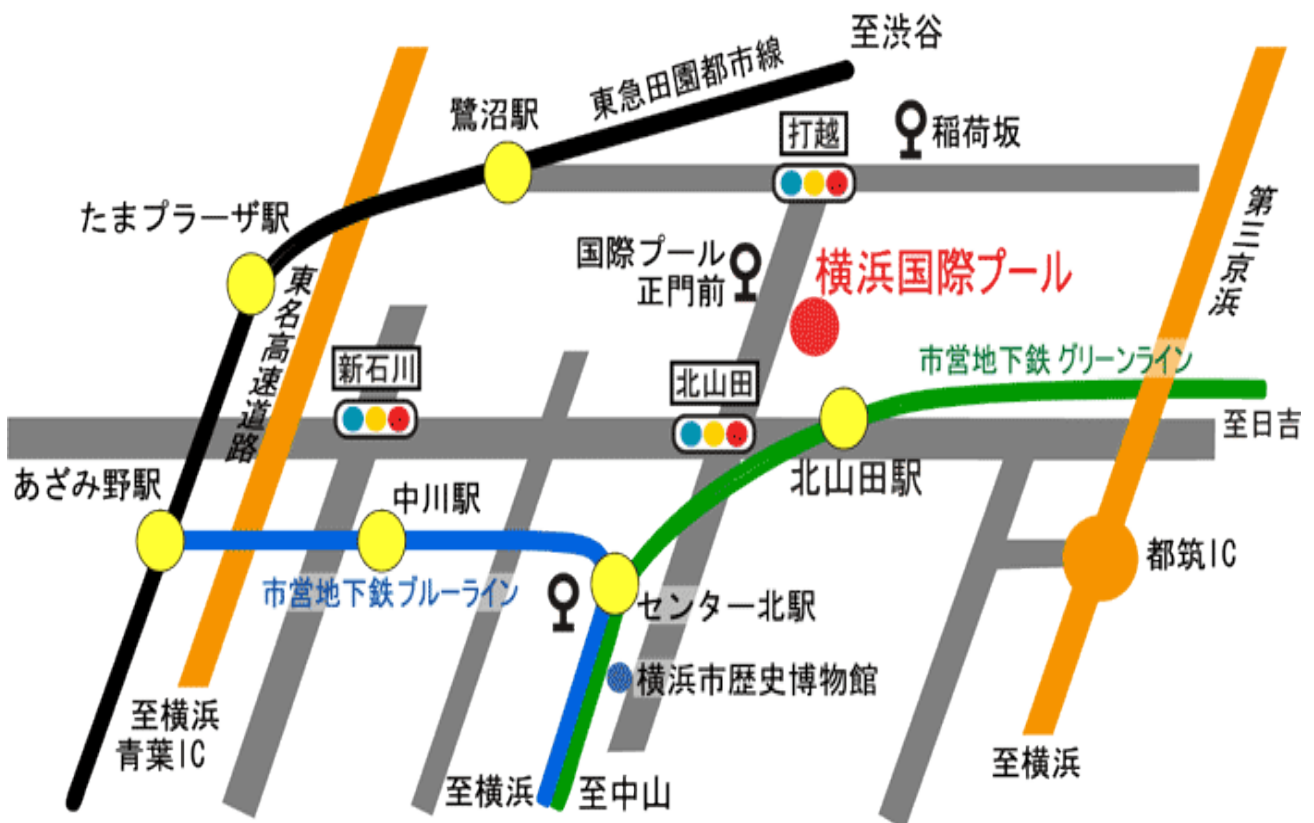 至渋谷
東急田園都市線
鷺沼駅
打越
稲荷坂
たまプラーザ駅
第三京浜
国際プール
正門前
横浜国際プール
東名高速道路
新石川
北山田
市営地下鉄 グリーンライン
至日吉
あざみ野駅
中川駅
北山田駅
都筑IC
市営地下鉄ブルーライン
センター北駅
横浜市歴史博物館
至横浜
青葉IC
至横浜
至中山
至横浜